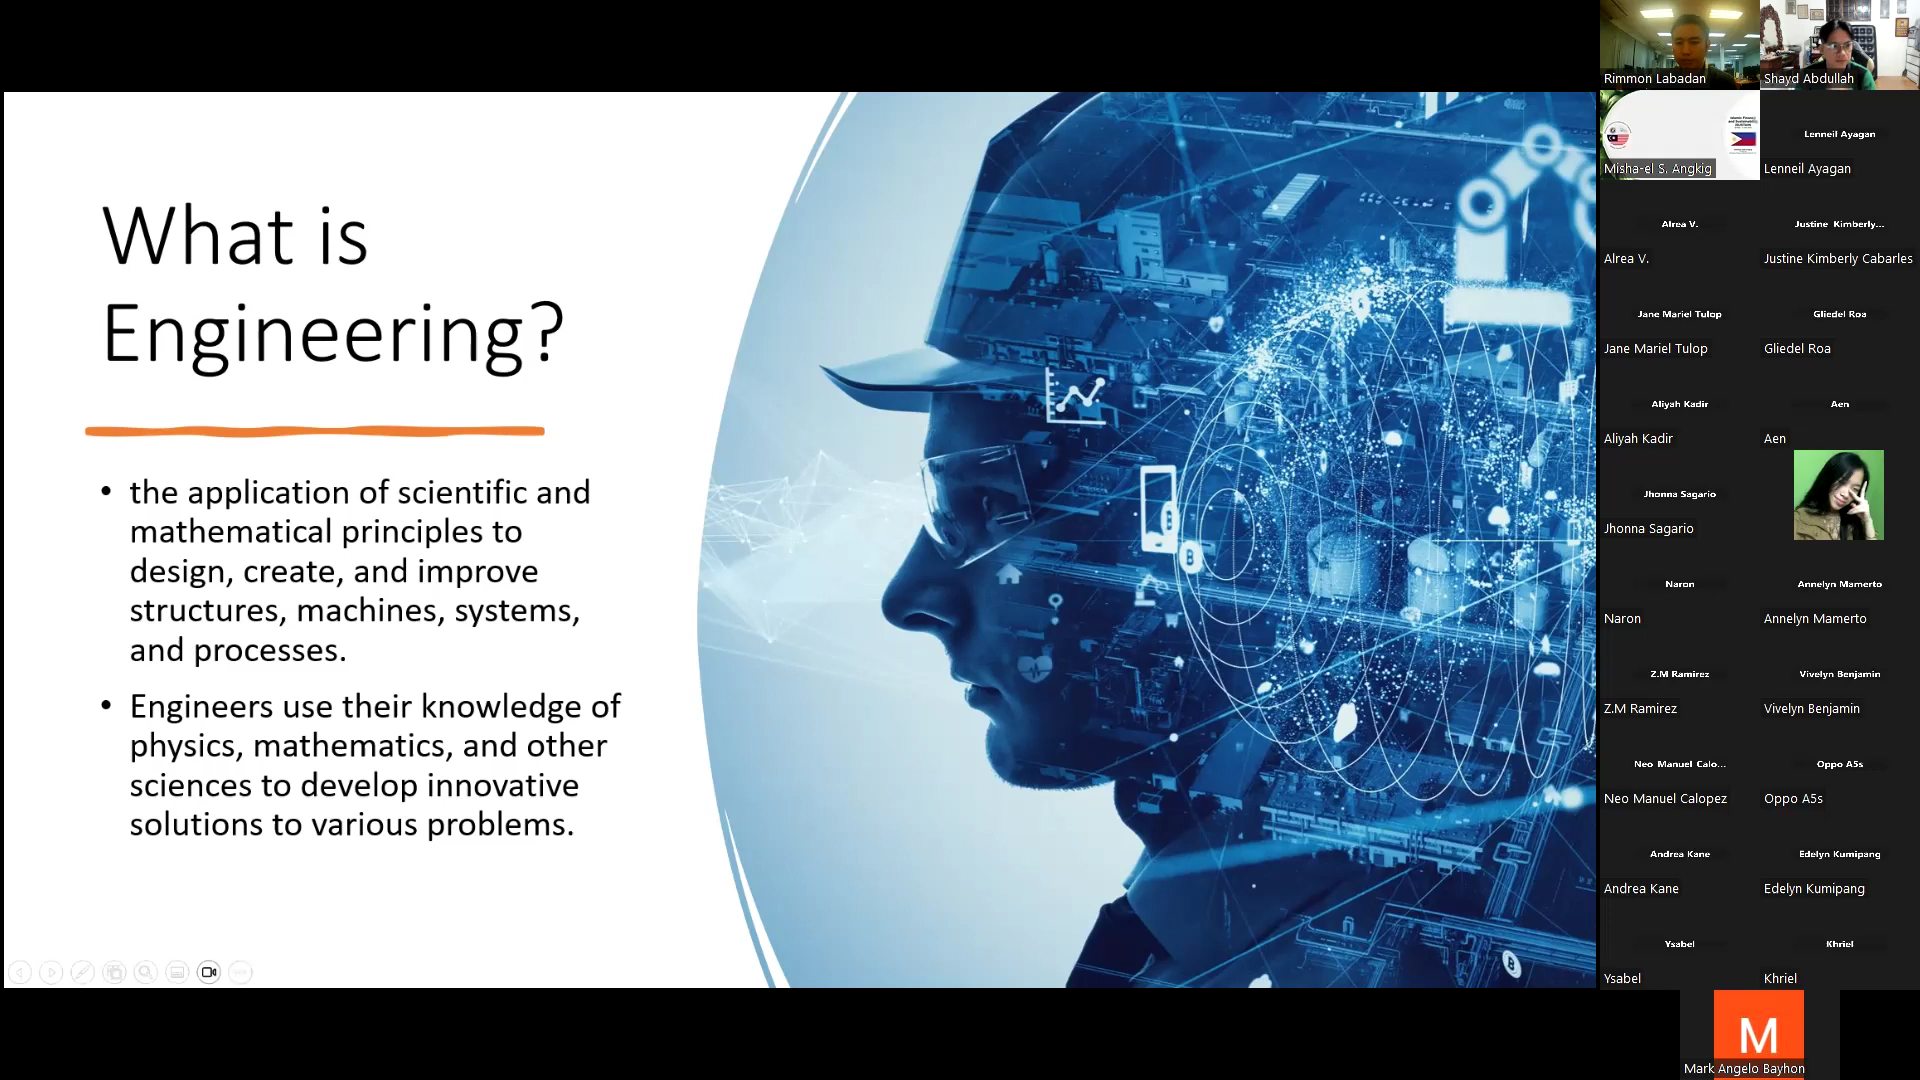 What is
Engineering?
• the application of scientific and
mathematical principles to
design, create, and improve
structures, machines, systems,
and processes.
• Engineers use their knowledge of
physics, mathematics, and other
sciences to develop innovative
solutions to various problems.
Rimmon Labadan
Shayd Abdullah
Misha-el S. Angkig
Lenneil Ayagan
Lenneil Ayagan
Alrea V.
Alrea V.
Justine Kimberly...
Justine Kimberly Cabarles
Jane Mariel Tulop
Jane Mariel Tulop
Gliedel Roa
Gliedel Roa
Aliyah Kadir
Aliyah Kadir
Aen
Aen
Jhonna Sagario
Jhonna Sagario
Naron
Naron
Annelyn Mamerto
Annelyn Mamerto
Z.M Ramirez
Z.M Ramirez
Vivelyn Benjamin
Vivelyn Benjamin
Neo Manuel Calo...
Neo Manuel Calopez
Oppo A5s
Oppo A5s
Andrea Kane
Andrea Kane
Edelyn Kumipang
Edelyn Kumipang
Ysabel
Ysabel
Khriel
Khriel
M
Mark Angelo Bayhon